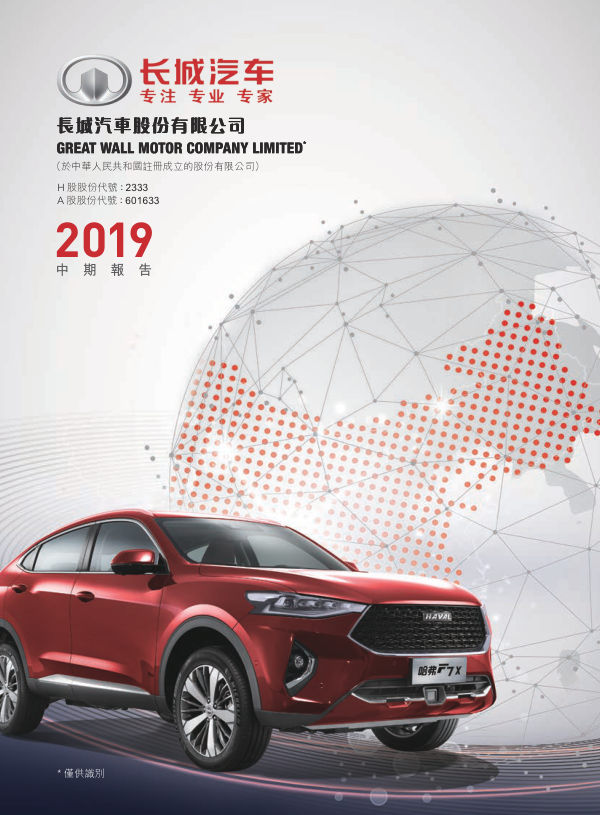 长城汽车
专注 专业 专家
長城汽車股份有限公司
GREAT WALL MOTOR COMPANY LIMITED*
（於中華人民共和國註冊成立的股份有限公司）
H 股股份代號：2333
A 股股份代號：601633
2019
中期報告
HAVAL
哈弗F7X
* 僅供識別